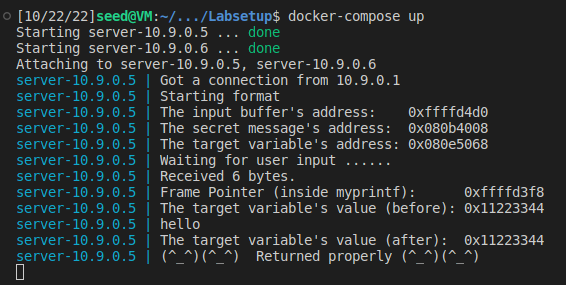 [10/22/22]seed@VM:~/.../Labsetup$ docker-compose up
Starting server-10.9.0.5 ... done
Starting server-10.9.0.6 ... done
Attaching to server-10.9.0.5, server-10.9.0.6
server-10.9.0.5 | Got a connection from 10.9.0.1
server-10.9.0.5 | Starting format
server-10.9.0.5 | The input buffer's address:    0xffffd4d0
server-10.9.0.5 | The secret message's address:  0x080b4008
server-10.9.0.5 | The target variable's address: 0x080e5068
server-10.9.0.5 | Waiting for user input ......
server-10.9.0.5 | Received 6 bytes.
server-10.9.0.5 | Frame Pointer (inside myprintf):      0xffffd3f8
server-10.9.0.5 | The target variable's value (before): 0x11223344
server-10.9.0.5 | hello
server-10.9.0.5 | The target variable's value (after):  0x11223344
server-10.9.0.5 | (^_^)(^_^)  Returned properly (^_^)(^_^)